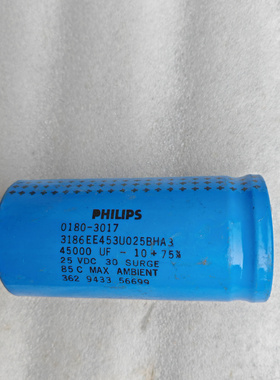 PHILIPS
0180-3017
3186EE453U025BHA3
45000 UF - 10 + 75%
25 VDC 30 SURGE
85 C MAX AMBIENT
362 9433 56699